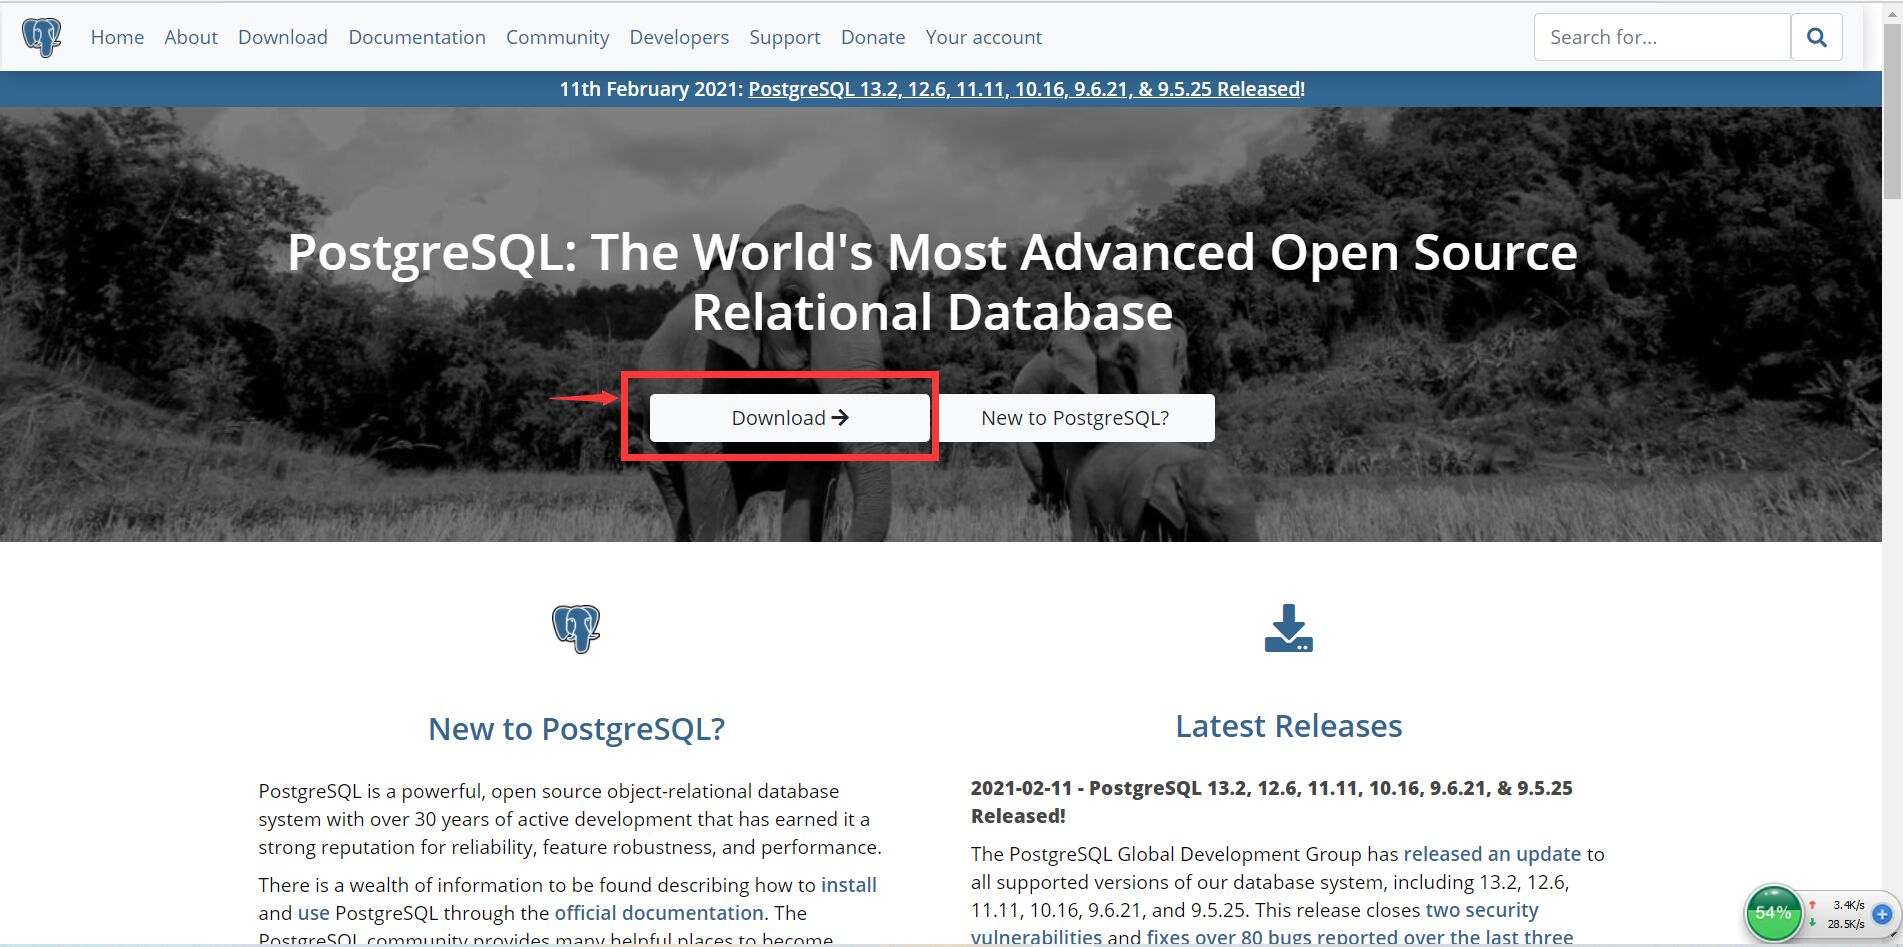 Home About Download Documentation Community Developers Support Donate Your account Search for...
11th February 2021: PostgreSQL 13.2, 12.6, 11.11, 10.16, 9.6.21, & 9.5.25 Released!
PostgreSQL: The World's Most Advanced Open Source
Relational Database
Download New to PostgreSQL?
New to PostgreSQL?
PostgreSQL is a powerful, open source object-relational database
system with over 30 years of active development that has earned it a
strong reputation for reliability, feature robustness, and performance.
There is a wealth of information to be found describing how to install
and use PostgreSQL through the official documentation. The
PostgreSQL community provides many helpful places to become
Latest Releases
2021-02-11 - PostgreSQL 13.2, 12.6, 11.11, 10.16, 9.6.21, & 9.5.25
Released!
The PostgreSQL Global Development Group has released an update to
all supported versions of our database system, including 13.2, 12.6,
11.11, 10.16, 9.6.21, and 9.5.25. This release closes two security
vulnerabilities and fixes over 80 bugs reported over the last three
54%
3.4K/s
28.5K/s